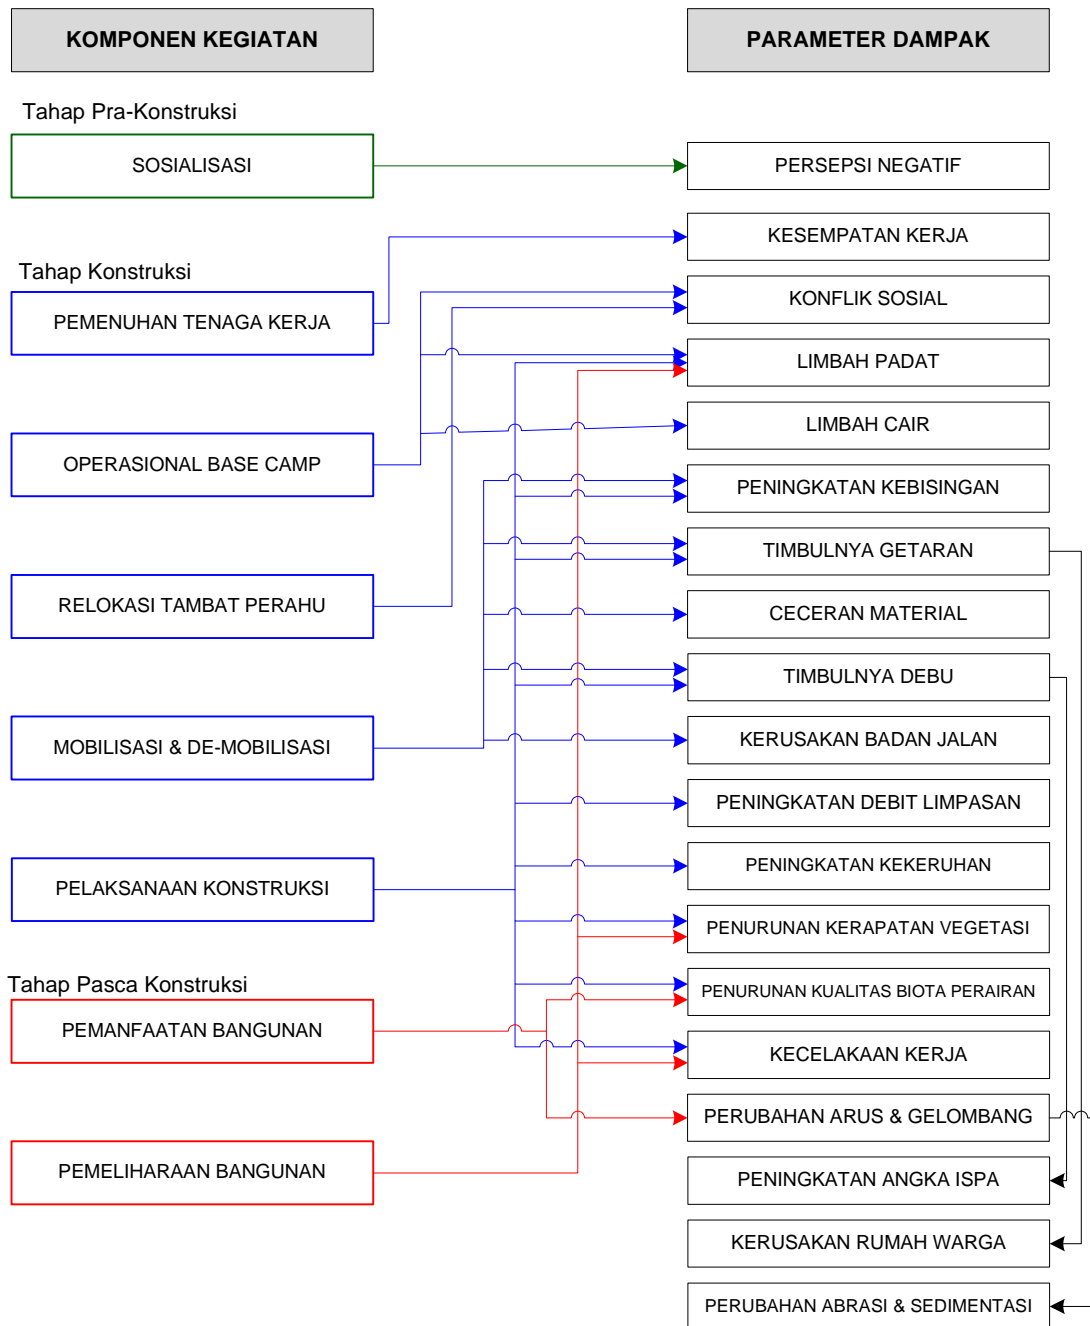 KOMPONEN KEGIATAN
PARAMETER DAMPAK
Tahap Pra-Konstruksi
SOSIALISASI
PERSEPSI NEGATIF
KESEMPATAN KERJA
Tahap Konstruksi
KONFLIK SOSIAL
PEMENUHAN TENAGA KERJA
LIMBAH PADAT
LIMBAH CAIR
OPERASIONAL BASE CAMP
PENINGKATAN KEBISINGAN
TIMBULNYA GETARAN
RELOKASI TAMBAT PERAHU
CECERAN MATERIAL
TIMBULNYA DEBU
MOBILISASI & DE-MOBILISASI
KERUSAKAN BADAN JALAN
PENINGKATAN DEBIT LIMPASAN
PENINGKATAN KEKERUHAN
PELAKSANAAN KONSTRUKSI
PENURUNAN KERAPATAN VEGETASI
Tahap Pasca Konstruksi
PENURUNAN KUALITAS BIOTA PERAIRAN
PEMANFAATAN BANGUNAN
KECELAKAAN KERJA
PERUBAHAN ARUS & GELOMBANG
PEMELIHARAAN BANGUNAN
PENINGKATAN ANGKA ISPA
KERUSAKAN RUMAH WARGA
PERUBAHAN ABRASI & SEDIMENTASI